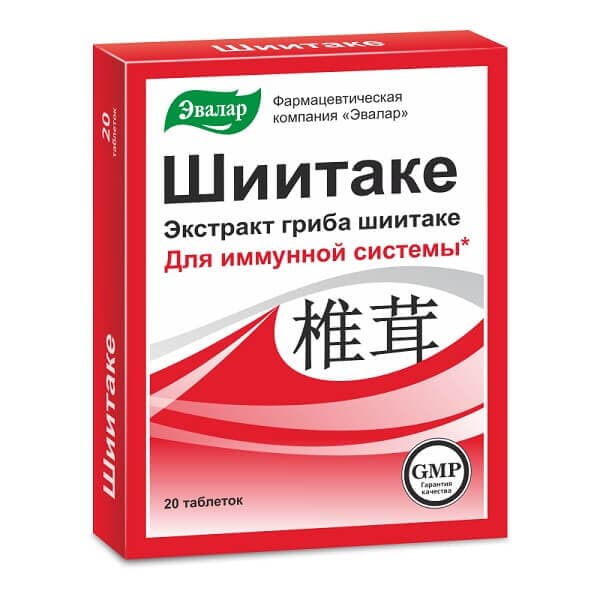 Шиитаке
20
таблеток
Шиитаке
Эвалар
Фармацевтическая
компания «Эвалар»
Шиитаке
Экстракт гриба шиитаке
Для иммунной системы*
椎茸
GMP
Гарантия
качества
20 таблеток